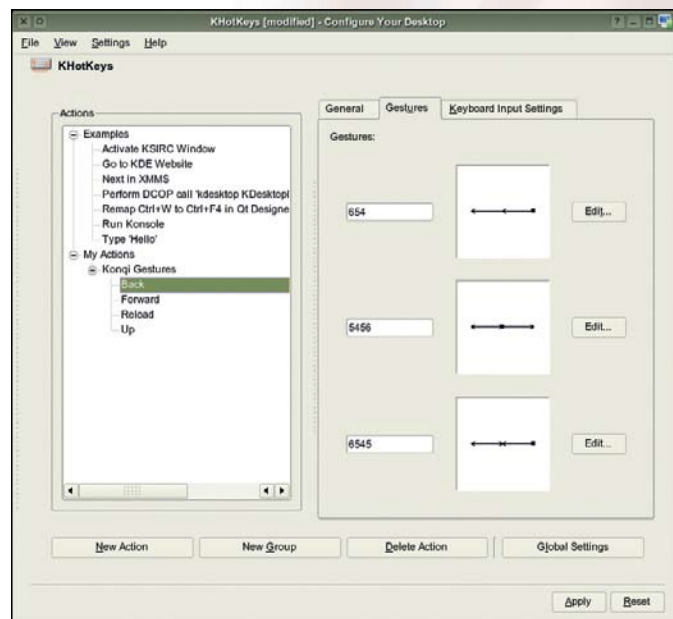 KHotKeys [modified] - Configure Your Desktop
File View Settings Help
KHotKeys
Actions
Examples
Activate KSIRC Window
Go to KDE Website
Next in XMMS
Perform DCOP call 'kdesktop KDesktopI
Remap Ctrl+W to Ctrl+F4 in Qt Designe
Run Konsole
Type 'Hello'
My Actions
Konqi Gestures
Back
Forward
Reload
Up
General Gestures Keyboard Input Settings
Gestures:
654 Edit...
5456 Edit...
6545 Edit...
New Action New Group Delete Action Global Settings
Apply Reset